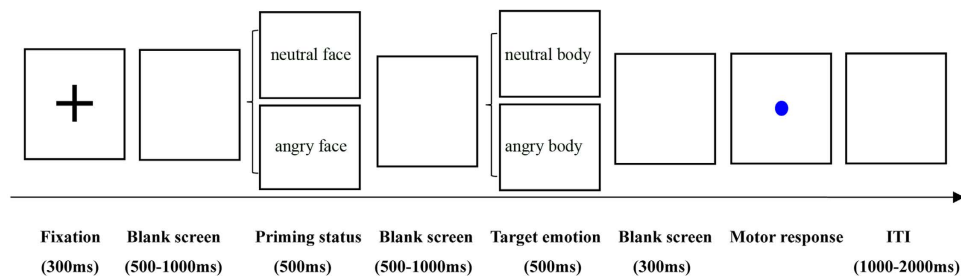 neutral face
neutral body
angry face
angry body
Fixation Blank screen Priming status Blank screen Target emotion Blank screen Motor response ITI
(300ms) (500-1000ms) (500ms) (500-1000ms) (500ms) (300ms) (1000-2000ms)